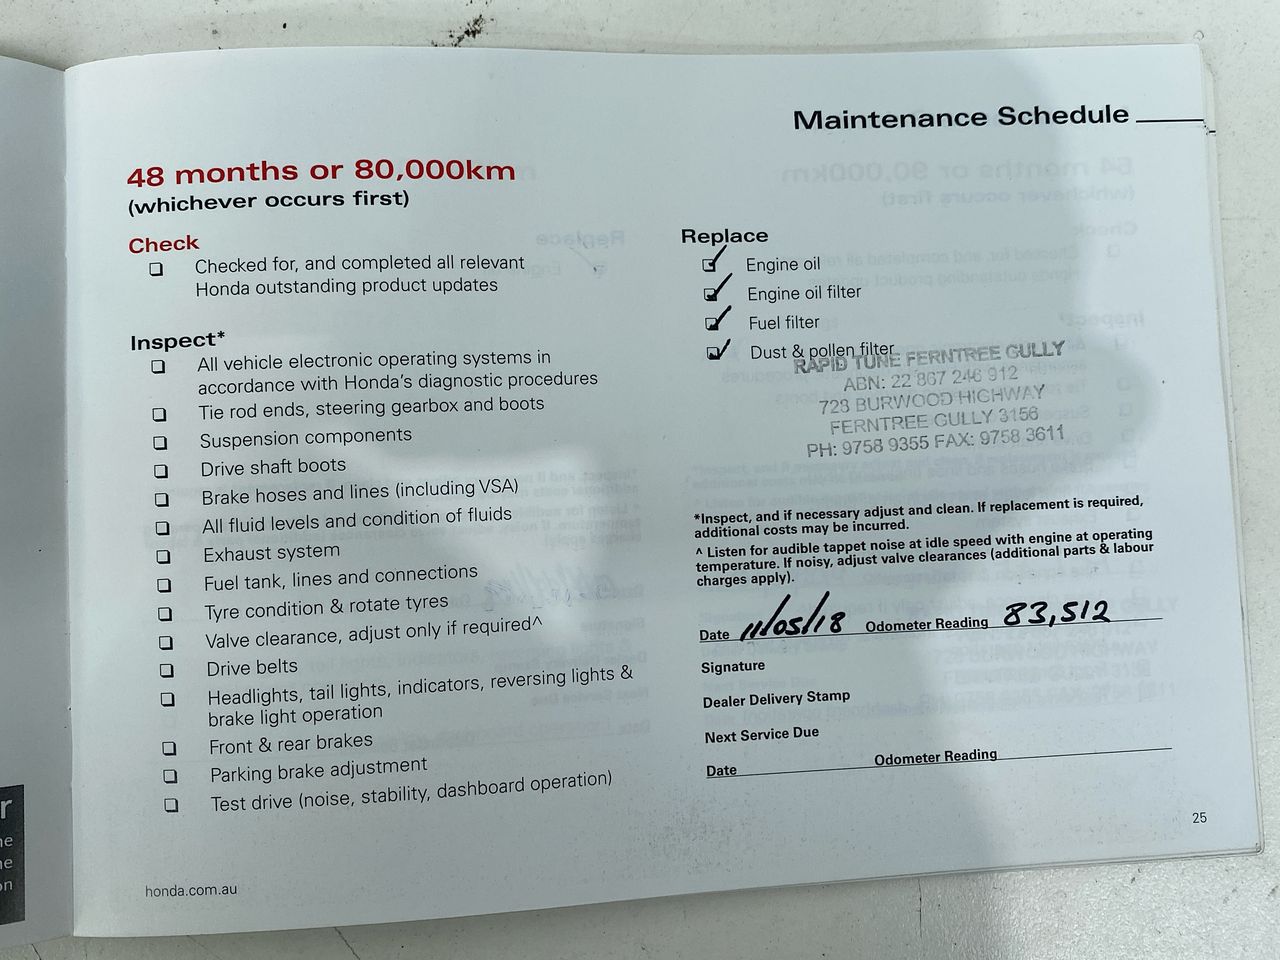 Maintenance Schedule
48 months or 80,000km
(whichever occurs first)
Check
Checked for, and completed all relevant
Honda outstanding product updates
Inspect*
All vehicle electronic operating systems in
accordance with Honda's diagnostic procedures
Tie rod ends, steering gearbox and boots
Suspension components
Drive shaft boots
Brake hoses and lines (including VSA)
All fluid levels and condition of fluids
Exhaust system
Fuel tank, lines and connections
Tyre condition & rotate tyres
Valve clearance, adjust only if required^
Drive belts
Headlights, tail lights, indicators, reversing lights &
brake light operation
Front & rear brakes
Parking brake adjustment
Test drive (noise, stability, dashboard operation)
Replace
Engine oil
Engine oil filter
Fuel filter
Dust & pollen filter
RAPID TUNE FERNTREE GULLY
ABN: 22 867 246 912
728 BURWOOD HIGHWAY
FERNTREE GULLY 3156
PH: 9758 9355 FAX: 9758 3611
*Inspect, and if necessary adjust and clean. If replacement is required,
additional costs may be incurred.
^ Listen for audible tappet noise at idle speed with engine at operating
temperature. If noisy, adjust valve clearances (additional parts & labour
charges apply).
Date 11/05/18 Odometer Reading 83,512
Signature
Dealer Delivery Stamp
Next Service Due
Date Odometer Reading
25
honda.com.au